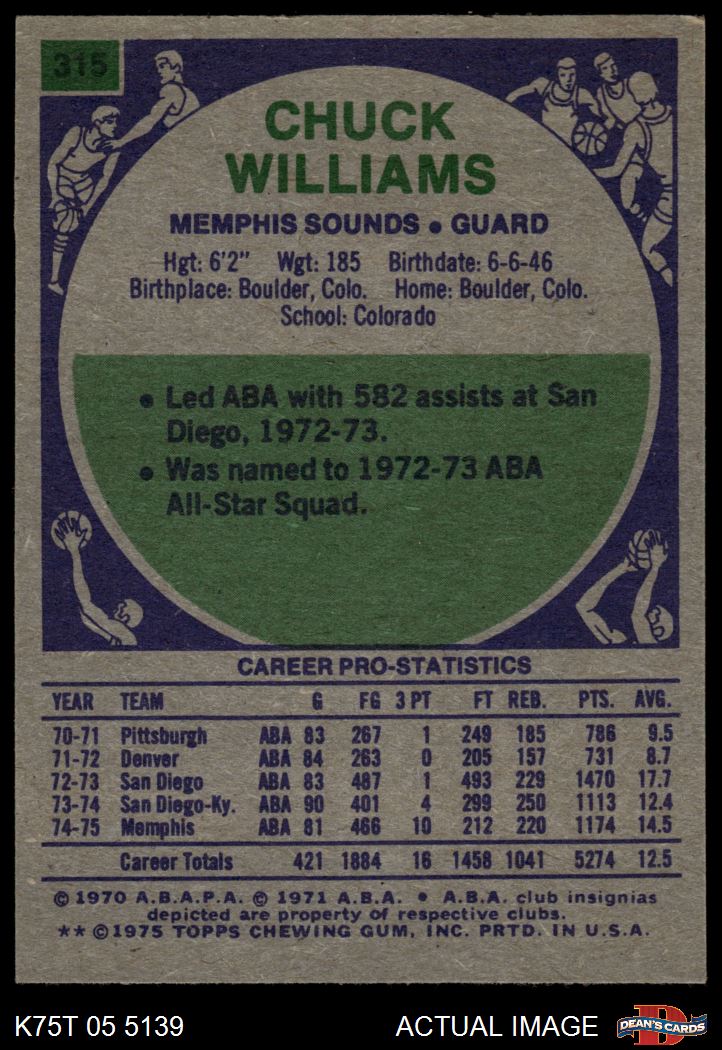 315
CHUCK
WILLIAMS
MEMPHIS SOUNDS • GUARD
Hgt: 6'2" Wgt: 185 Birthdate: 6-6-46
Birthplace: Boulder, Colo. Home: Boulder, Colo.
School: Colorado
• Led ABA with 582 assists at San
Diego, 1972-73.
• Was named to 1972-73 ABA
All-Star Squad.
CAREER PRO-STATISTICS
YEAR TEAM G FG 3 PT FT REB. PTS. AVG.
70-71 Pittsburgh ABA 83 267 1 249 185 786 9.5
71-72 Denver ABA 84 263 0 205 157 731 8.7
72-73 San Diego ABA 83 487 1 493 229 1470 17.7
73-74 San Diego-Ky. ABA 90 401 4 299 250 1113 12.4
74-75 Memphis ABA 81 466 10 212 220 1174 14.5
Career Totals 421 1884 16 1458 1041 5274 12.5
© 1970 A.B.A.P.A. © 1971 A.B.A. • A.B.A. club insignias
depicted are property of respective clubs.
** ©1975 TOPPS CHEWING GUM, INC. PRTD. IN U.S.A.
K75T 05 5139 ACTUAL IMAGE D DEAN'S CARDS